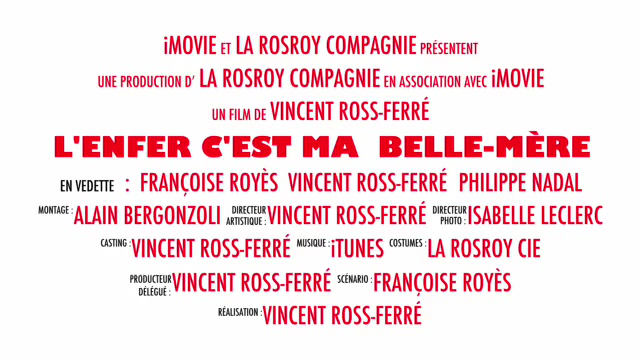 iMOVIE ET LA ROSROY COMPAGNIE PRÉSENTENT
UNE PRODUCTION D' LA ROSROY COMPAGNIE EN ASSOCIATION AVEC iMOVIE
UN FILM DE VINCENT ROSS-FERRÉ
L'ENFER C'EST MA BELLE-MÈRE
EN VEDETTE : FRANÇOISE ROYÈS VINCENT ROSS-FERRÉ PHILIPPE NADAL
MONTAGE : ALAIN BERGONZOLI DIRECTEUR ARTISTIQUE : VINCENT ROSS-FERRÉ DIRECTEUR PHOTO : ISABELLE LECLERC
CASTING : VINCENT ROSS-FERRÉ MUSIQUE : iTUNES COSTUMES : LA ROSROY CIE
PRODUCTEUR DÉLÉGUÉ : VINCENT ROSS-FERRÉ SCÉNARIO : FRANÇOISE ROYÈS
RÉALISATION : VINCENT ROSS-FERRÉ